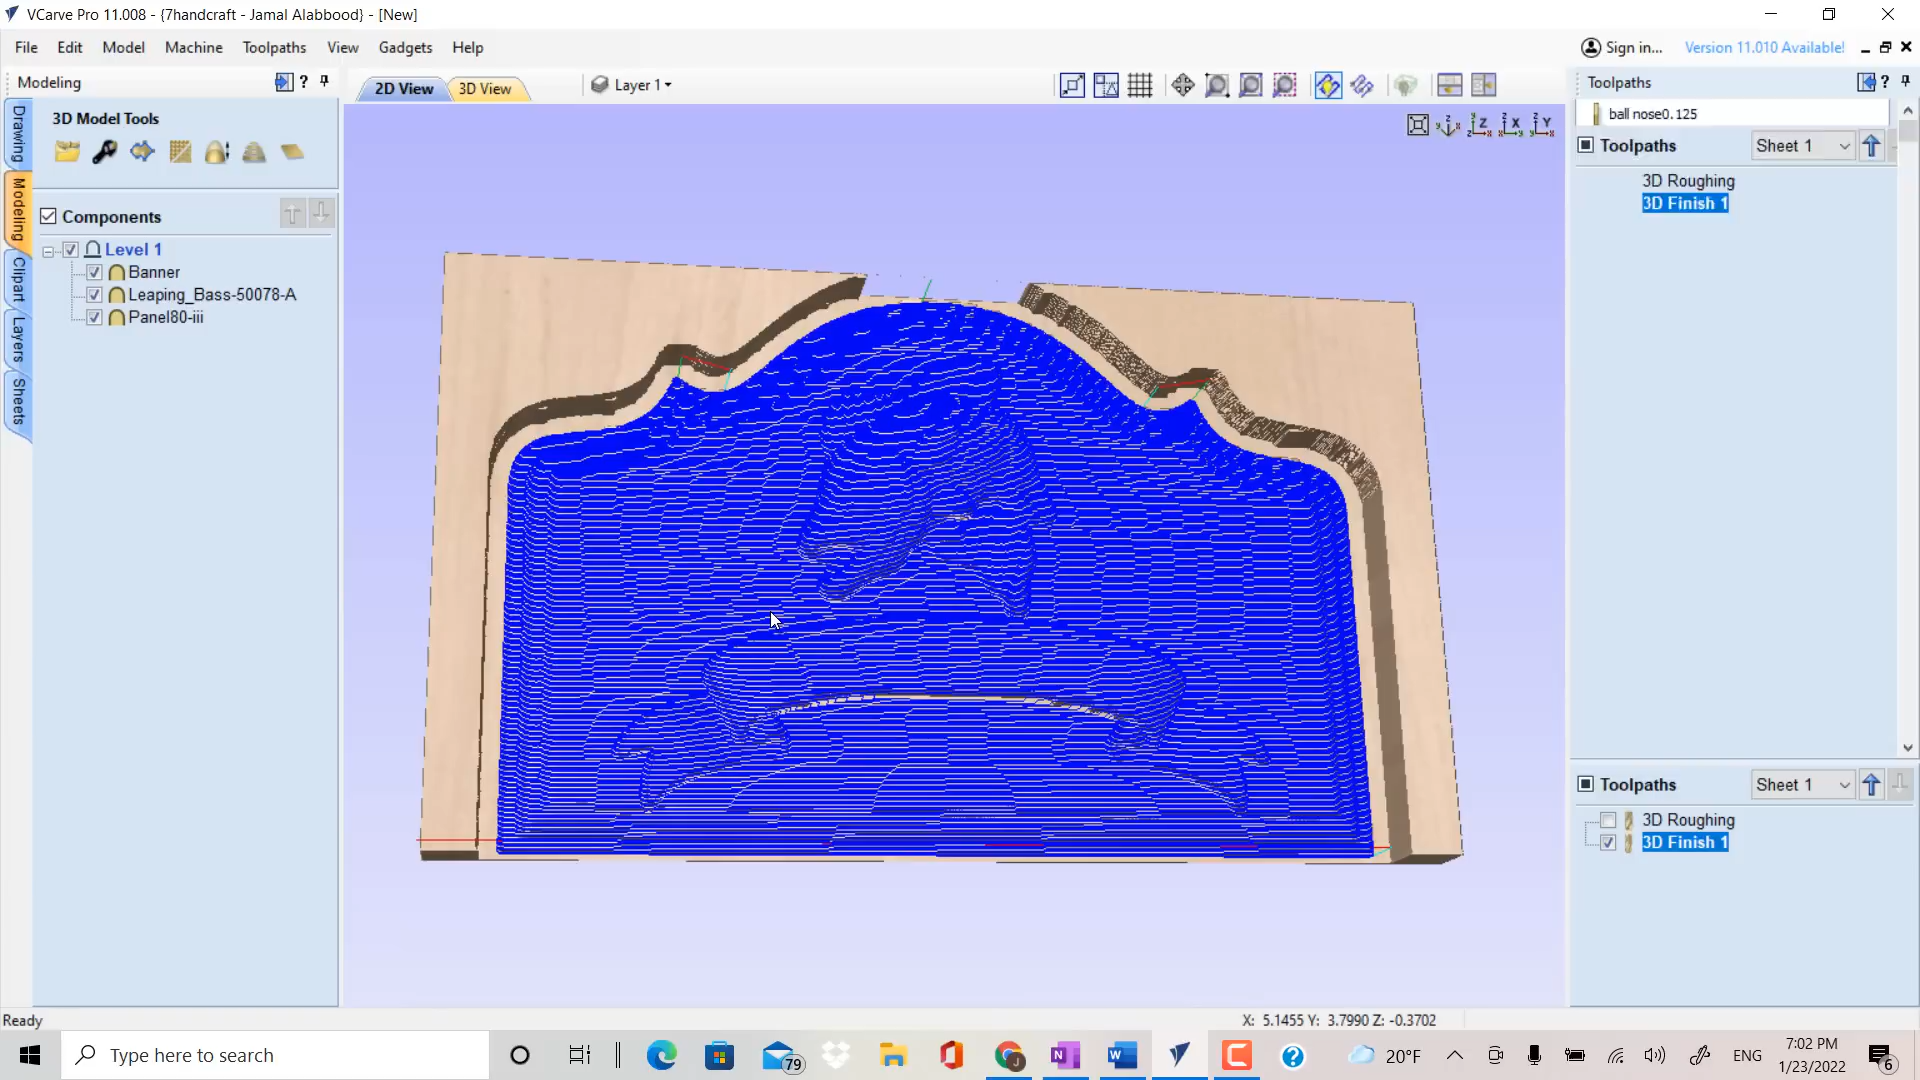 VCarve Pro 11.008 - {7handcraft - Jamal Alabbood} - [New]
File Edit Model Machine Toolpaths View Gadgets Help
Sign in... Version 11.010 Available!
Modeling
2D View 3D View
Layer 1
Toolpaths
Drawing
Modeling
Clipart
Layers
Sheets
3D Model Tools
Components
Level 1
Banner
Leaping_Bass-50078-A
Panel80-iii
Z X Y
ball nose0.125
Toolpaths Sheet 1
3D Roughing
3D Finish 1
Toolpaths Sheet 1
3D Roughing
3D Finish 1
Ready
X: 5.1455 Y: 3.7990 Z: -0.3702
Type here to search
79
20°F
ENG
7:02 PM
1/23/2022
6